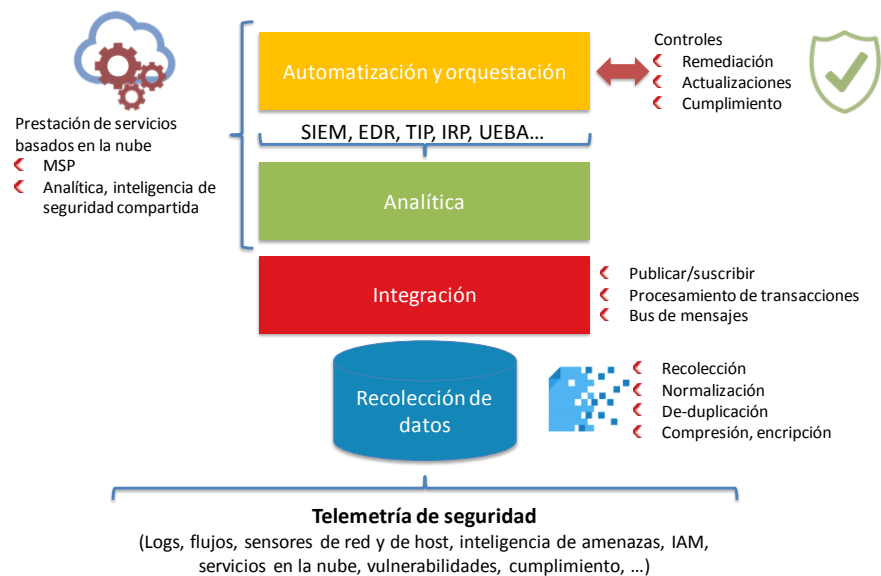 Automatización y orquestación
Controles
Remediación
Actualizaciones
Cumplimiento
Prestación de servicios
basados en la nube
MSP
Analítica, inteligencia de
seguridad compartida
SIEM, EDR, TIP, IRP, UEBA...
Analítica
Integración
Publicar/suscribir
Procesamiento de transacciones
Bus de mensajes
Recolección de
datos
Recolección
Normalización
De-duplicación
Compresión, encripción
Telemetría de seguridad
(Logs, flujos, sensores de red y de host, inteligencia de amenazas, IAM,
servicios en la nube, vulnerabilidades, cumplimiento, ...)